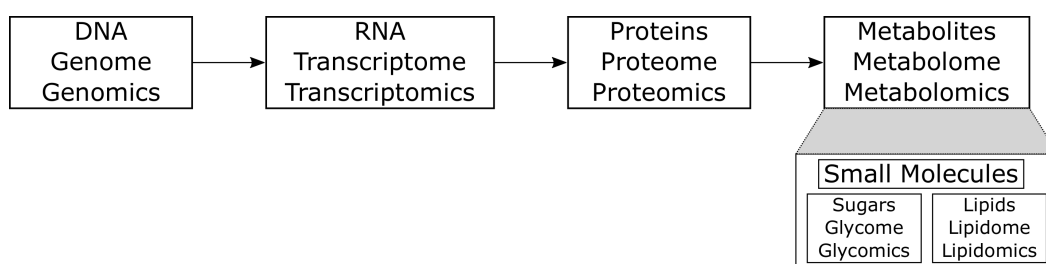 DNA
Genome
Genomics
RNA
Transcriptome
Transcriptomics
Proteins
Proteome
Proteomics
Metabolites
Metabolome
Metabolomics
Small Molecules
Sugars
Glycome
Glycomics
Lipids
Lipidome
Lipidomics